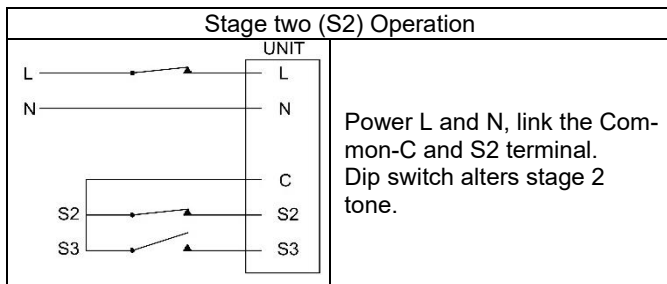 Stage two (S2) Operation
UNIT
L
L
N
N
C
S2
S2
S3
S3
Power L and N, link the Com-
mon-C and S2 terminal.
Dip switch alters stage 2
tone.